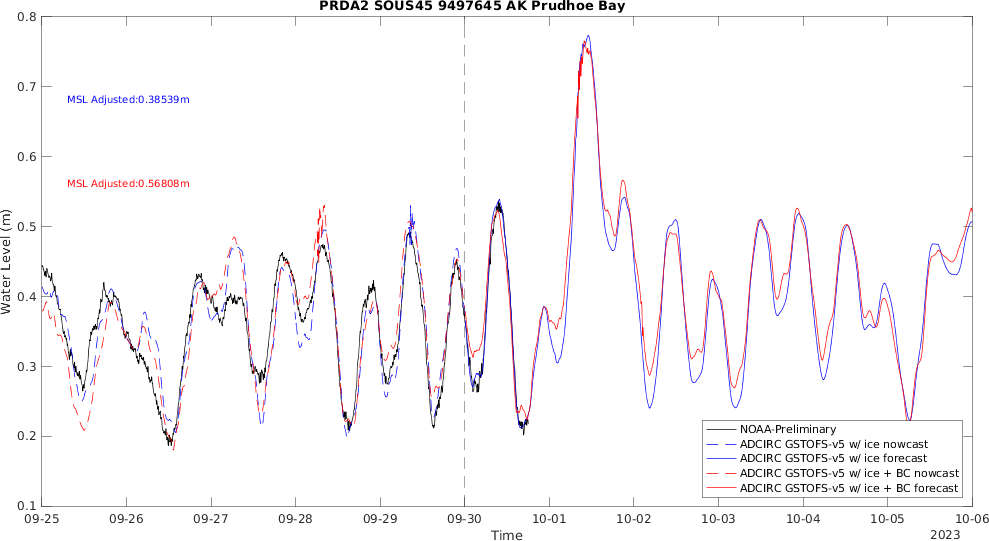 PRDA2 SOUS45 9497645 AK Prudhoe Bay
0.8
0.7
0.6
0.5
0.4
0.3
0.2
0.1
Water Level (m)
MSL Adjusted:0.38539m
MSL Adjusted:0.56808m
NOAA-Preliminary
ADCIRC GSTOFS-v5 w/ ice nowcast
ADCIRC GSTOFS-v5 w/ ice forecast
ADCIRC GSTOFS-v5 w/ ice + BC nowcast
ADCIRC GSTOFS-v5 w/ ice + BC forecast
09-25 09-26 09-27 09-28 09-29 09-30 10-01 10-02 10-03 10-04 10-05 10-06
Time
2023